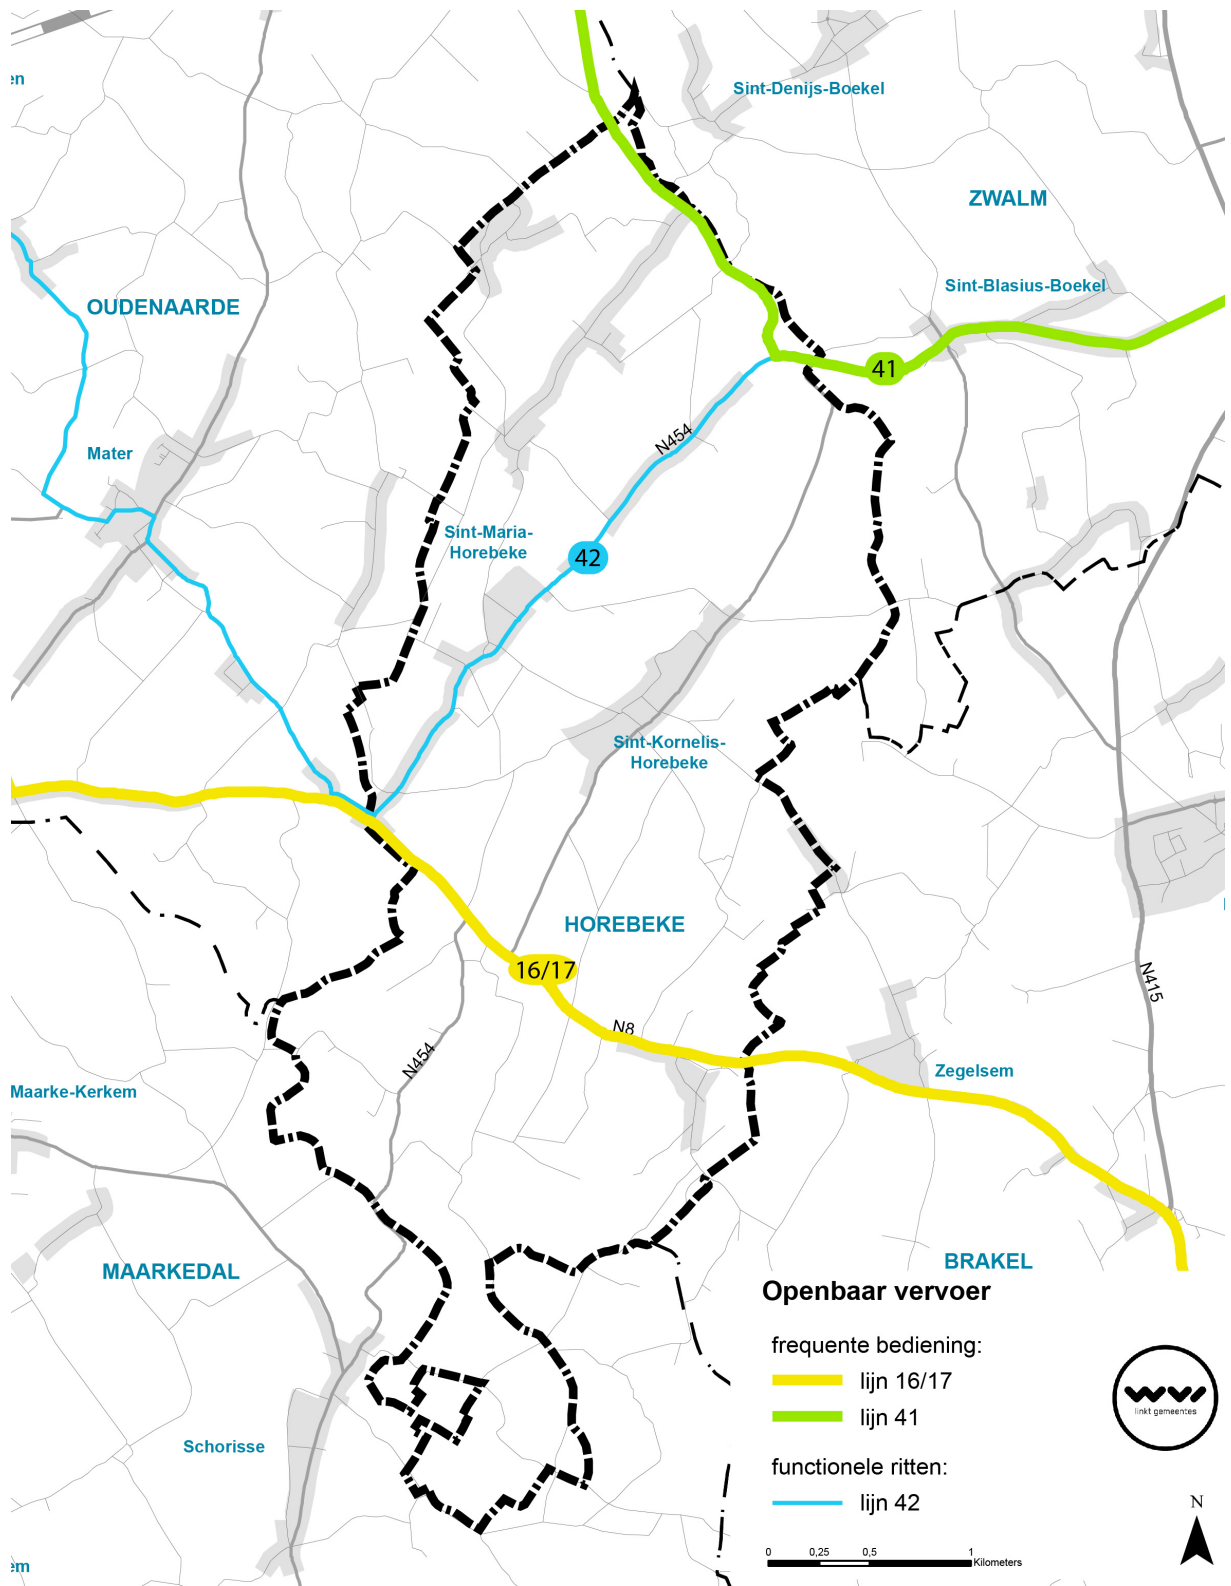 en
Sint-Denijs-Boekel
ZWALM
Sint-Blasius-Boekel
OUDENAARDE
41
N454
Mater
Sint-Maria-
Horebeke
42
Sint-Kornelis-
Horebeke
HOREBEKE
16/17
N415
N8
N454
Zegelsem
Maarke-Kerkem
MAARKEDAL
BRAKEL
Schorisse
em
Openbaar vervoer
frequente bediening:
lijn 16/17
lijn 41
functionele ritten:
lijn 42
linkt gemeentes
N
0 0,25 0,5 1
Kilometers